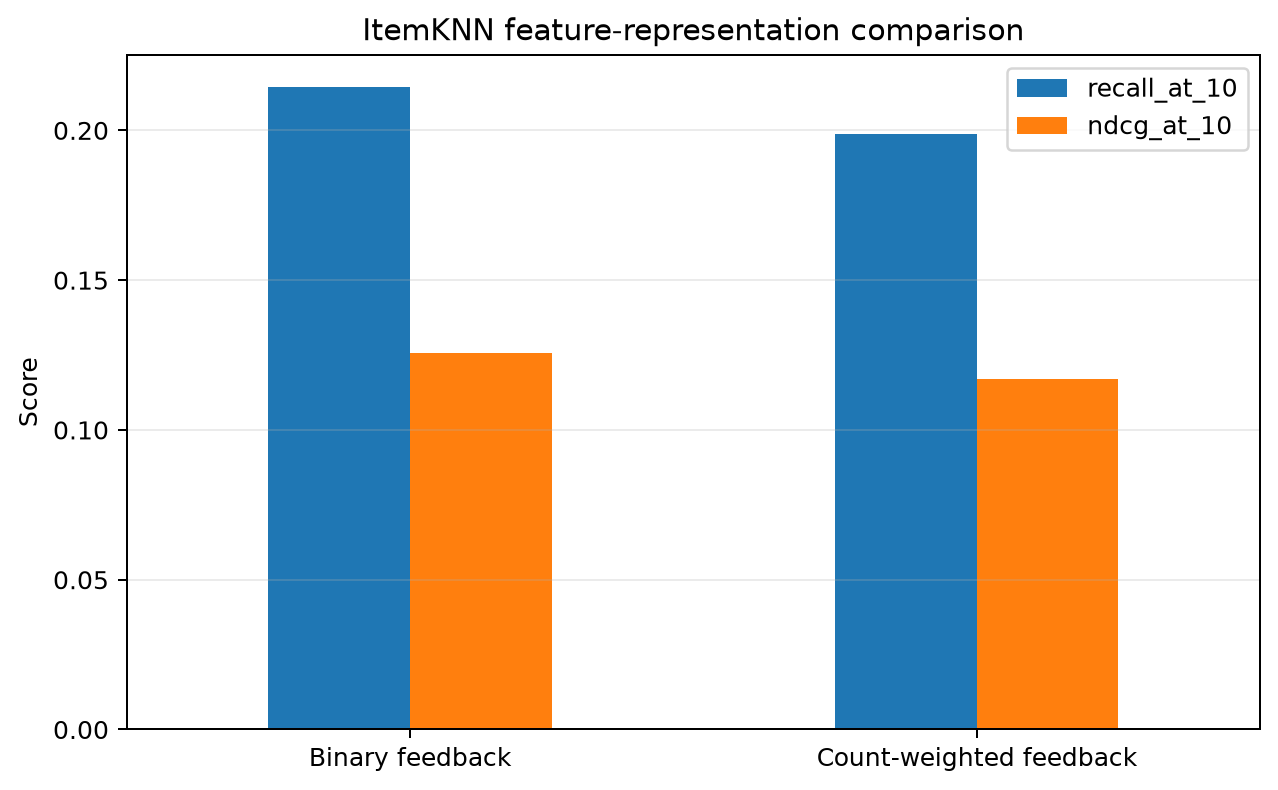 ItemKNN feature-representation comparison
recall_at_10
ndcg_at_10
Score
0.20
0.15
0.10
0.05
0.00
Binary feedback
Count-weighted feedback